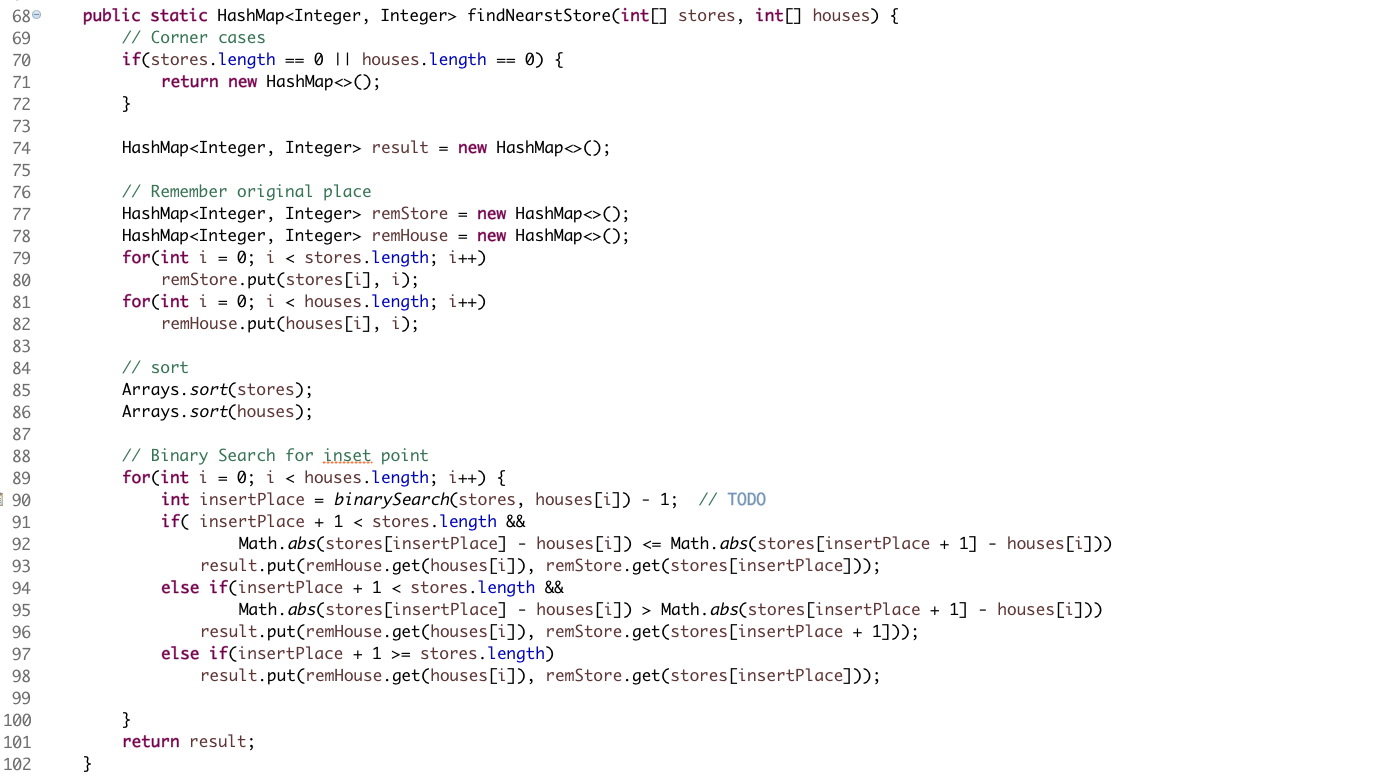 68 public static HashMap<Integer, Integer> findNearstStore(int[] stores, int[] houses) {
69 // Corner cases
70 if(stores.length == 0 || houses.length == 0) {
71 return new HashMap<>();
72 }
73
74 HashMap<Integer, Integer> result = new HashMap<>();
75
76 // Remember original place
77 HashMap<Integer, Integer> remStore = new HashMap<>();
78 HashMap<Integer, Integer> remHouse = new HashMap<>();
79 for(int i = 0; i < stores.length; i++)
80 remStore.put(stores[i], i);
81 for(int i = 0; i < houses.length; i++)
82 remHouse.put(houses[i], i);
83
84 // sort
85 Arrays.sort(stores);
86 Arrays.sort(houses);
87
88 // Binary Search for inset point
89 for(int i = 0; i < houses.length; i++) {
90 int insertPlace = binarySearch(stores, houses[i]) - 1;  // TODO
91 if( insertPlace + 1 < stores.length &&
92 Math.abs(stores[insertPlace] - houses[i]) <= Math.abs(stores[insertPlace + 1] - houses[i]))
93 result.put(remHouse.get(houses[i]), remStore.get(stores[insertPlace]));
94 else if(insertPlace + 1 < stores.length &&
95 Math.abs(stores[insertPlace] - houses[i]) > Math.abs(stores[insertPlace + 1] - houses[i]))
96 result.put(remHouse.get(houses[i]), remStore.get(stores[insertPlace + 1]));
97 else if(insertPlace + 1 >= stores.length)
98 result.put(remHouse.get(houses[i]), remStore.get(stores[insertPlace]));
99
100 }
101 return result;
102 }